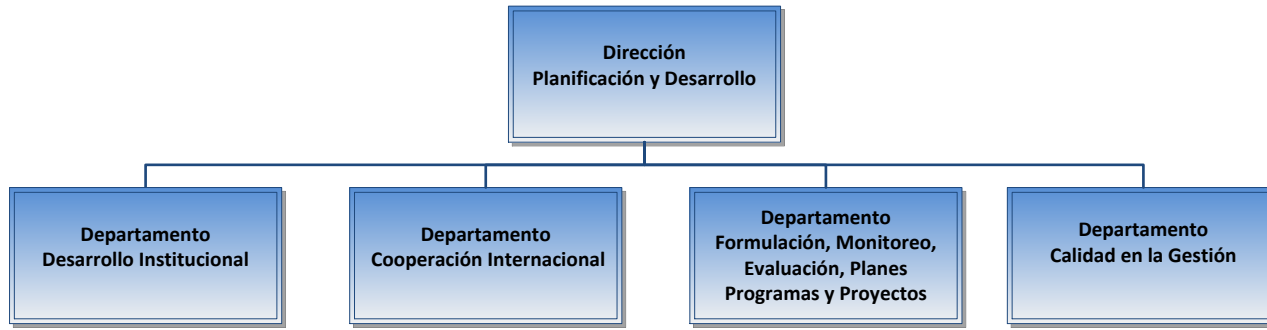 Dirección
Planificación y Desarrollo
Departamento
Desarrollo Institucional
Departamento
Cooperación Internacional
Departamento
Formulación, Monitoreo,
Evaluación, Planes
Programas y Proyectos
Departamento
Calidad en la Gestión